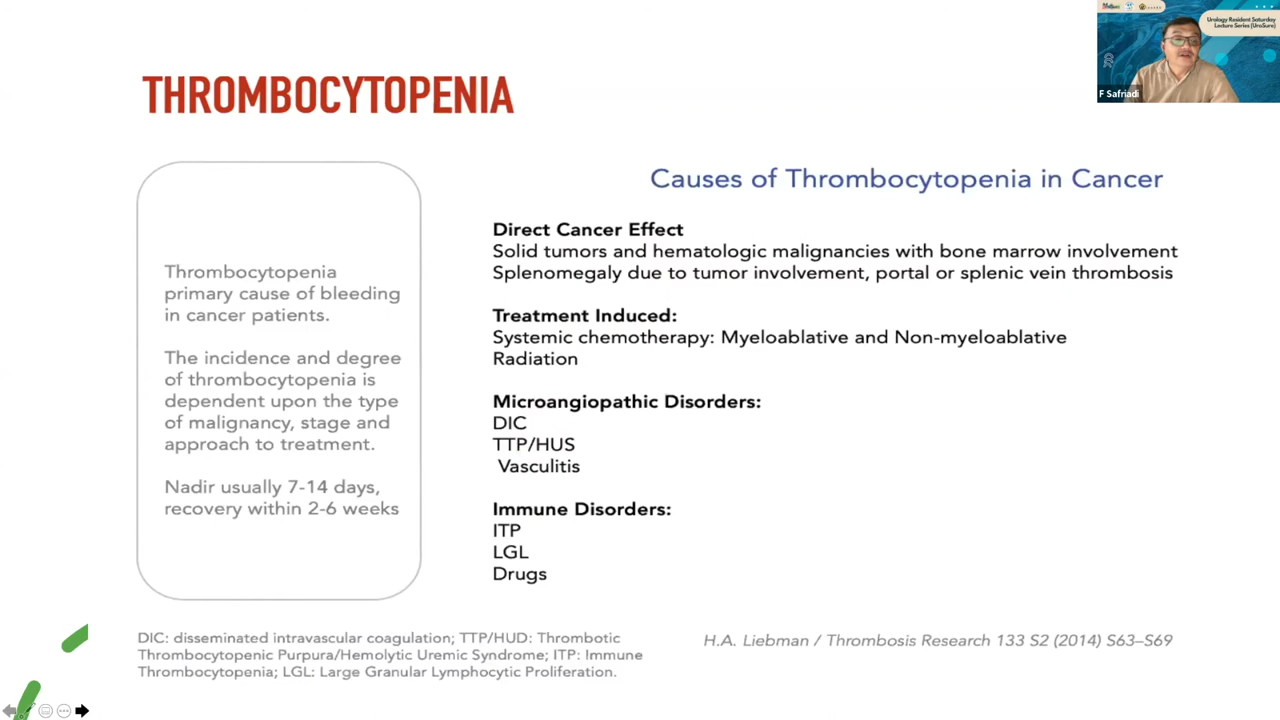 Urology Resident Saturday
Lecture Series (UroSure)
F Safriadi
THROMBOCYTOPENIA
Thrombocytopenia
primary cause of bleeding
in cancer patients.
The incidence and degree
of thrombocytopenia is
dependent upon the type
of malignancy, stage and
approach to treatment.
Nadir usually 7-14 days,
recovery within 2-6 weeks
Causes of Thrombocytopenia in Cancer
Direct Cancer Effect
Solid tumors and hematologic malignancies with bone marrow involvement
Splenomegaly due to tumor involvement, portal or splenic vein thrombosis
Treatment Induced:
Systemic chemotherapy: Myeloablative and Non-myeloablative
Radiation
Microangiopathic Disorders:
DIC
TTP/HUS
Vasculitis
Immune Disorders:
ITP
LGL
Drugs
DIC: disseminated intravascular coagulation; TTP/HUD: Thrombotic
Thrombocytopenic Purpura/Hemolytic Uremic Syndrome; ITP: Immune
Thrombocytopenia; LGL: Large Granular Lymphocytic Proliferation.
H.A. Liebman / Thrombosis Research 133 S2 (2014) S63–S69